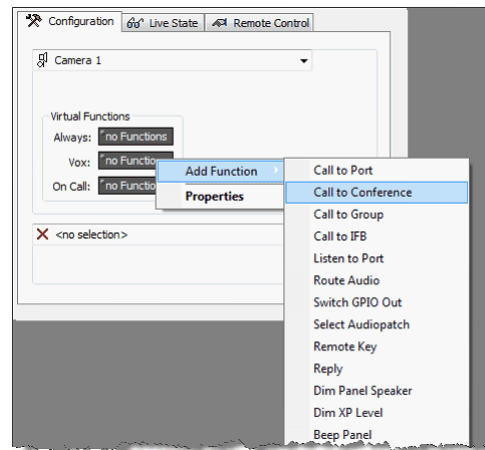 Configuration Live State Remote Control
Camera 1
Virtual Functions
Always: no Functions
Vox: no Functio
On Call: no Functio
Add Function
Properties
<no selection>
Call to Port
Call to Conference
Call to Group
Call to IFB
Listen to Port
Route Audio
Switch GPIO Out
Select Audiopatch
Remote Key
Reply
Dim Panel Speaker
Dim XP Level
Beep Panel